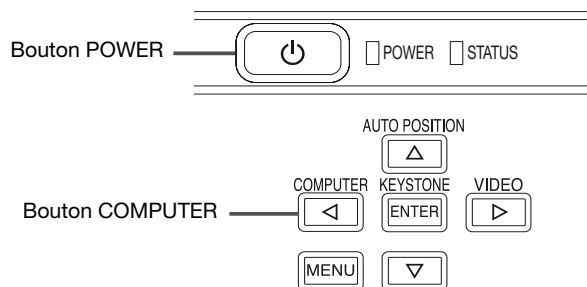 Bouton POWER
POWER STATUS
AUTO POSITION
COMPUTER KEYSTONE VIDEO
Bouton COMPUTER
ENTER
MENU